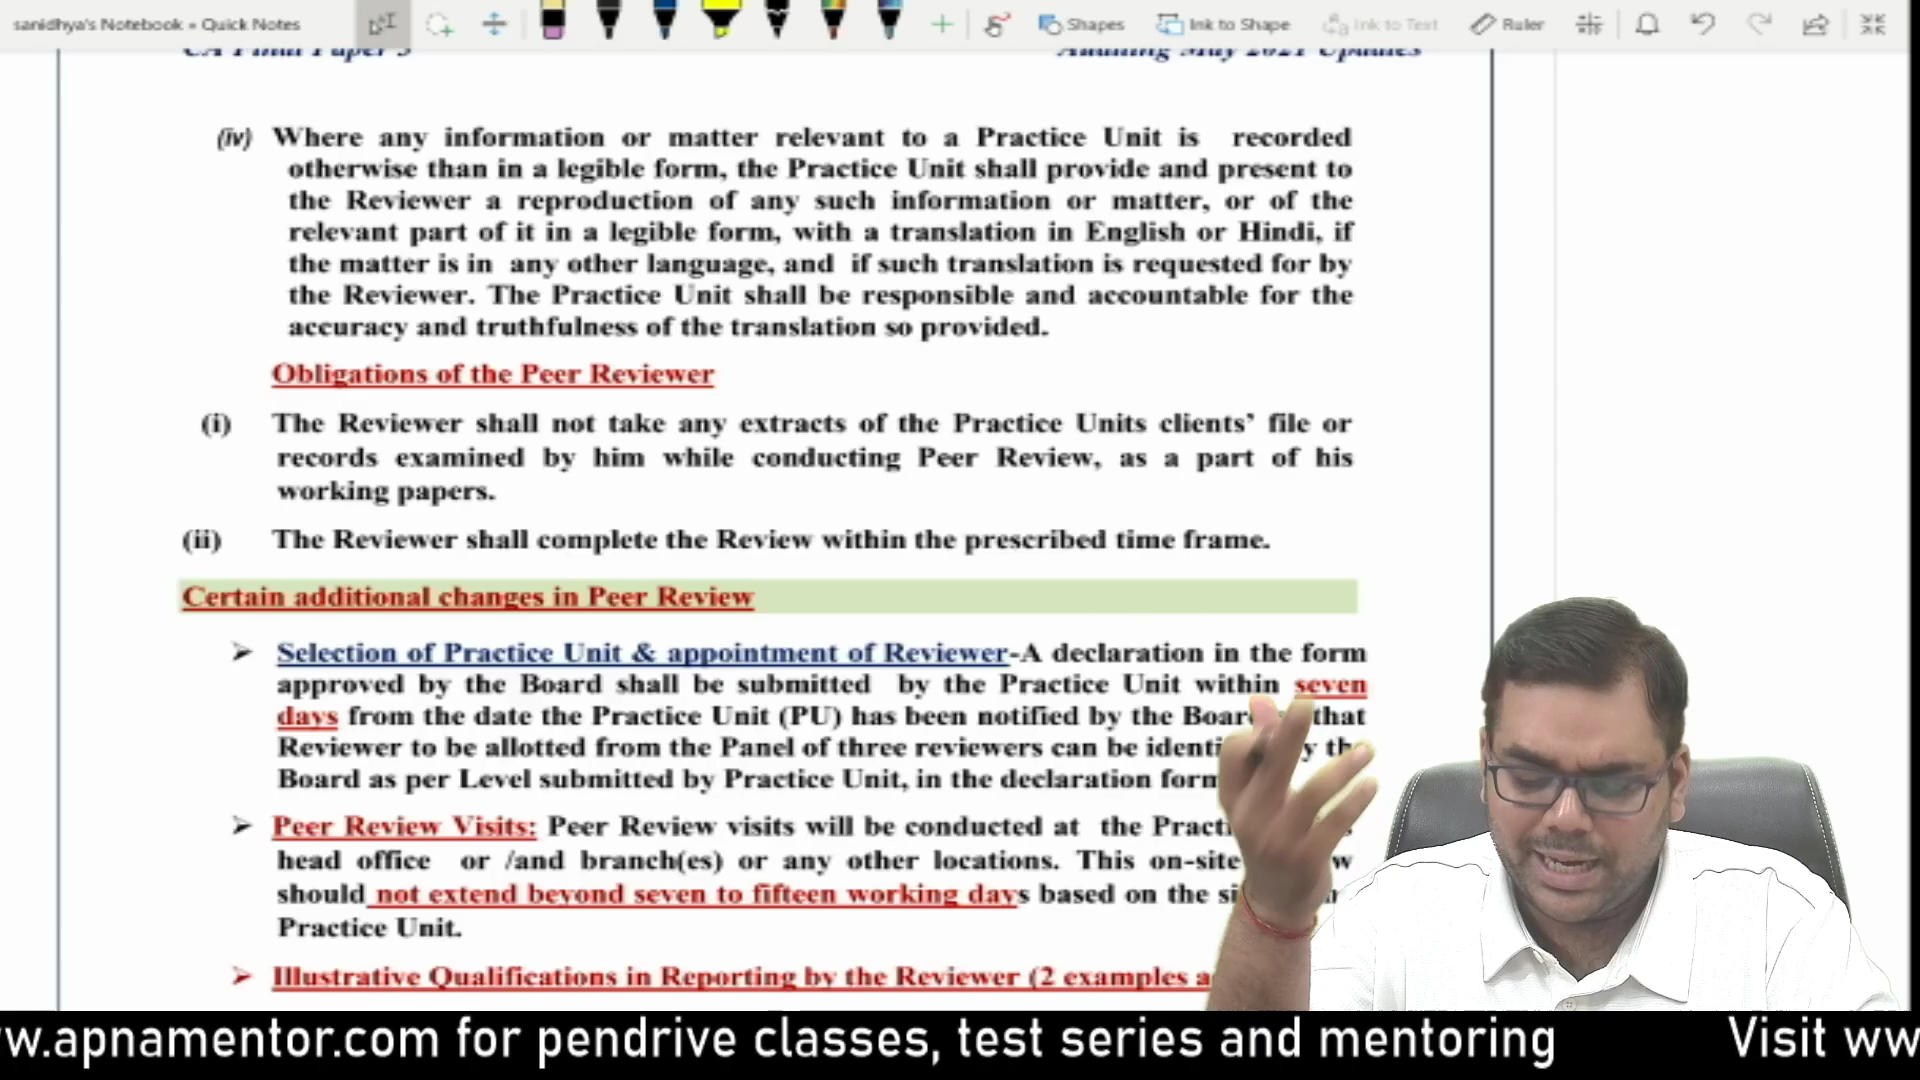 sanidhya's Notebook » Quick Notes
Shapes
Ink to Shape
Ink to Text
Ruler
CA Final Paper 3
Auditing May 2021 Updates
(iv) Where any information or matter relevant to a Practice Unit is recorded
otherwise than in a legible form, the Practice Unit shall provide and present to
the Reviewer a reproduction of any such information or matter, or of the
relevant part of it in a legible form, with a translation in English or Hindi, if
the matter is in any other language, and if such translation is requested for by
the Reviewer. The Practice Unit shall be responsible and accountable for the
accuracy and truthfulness of the translation so provided.
Obligations of the Peer Reviewer
(i) The Reviewer shall not take any extracts of the Practice Units clients' file or
records examined by him while conducting Peer Review, as a part of his
working papers.
(ii) The Reviewer shall complete the Review within the prescribed time frame.
Certain additional changes in Peer Review
➢ Selection of Practice Unit & appointment of Reviewer-A declaration in the form
approved by the Board shall be submitted by the Practice Unit within seven
days from the date the Practice Unit (PU) has been notified by the Boar that
Reviewer to be allotted from the Panel of three reviewers can be identi y the
Board as per Level submitted by Practice Unit, in the declaration form
➢ Peer Review Visits: Peer Review visits will be conducted at the Practi
head office or /and branch(es) or any other locations. This on-site w
should not extend beyond seven to fifteen working days based on the si
Practice Unit.
➢ Illustrative Qualifications in Reporting by the Reviewer (2 examples a
w.apnamentor.com for pendrive classes, test series and mentoring Visit ww